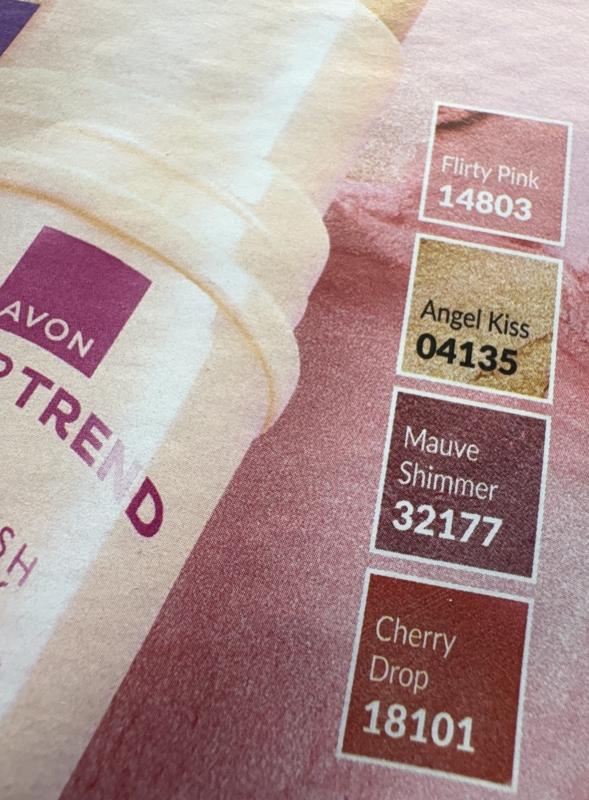 AVON
TREND
SH
Flirty Pink
14803
Angel Kiss
04135
Mauve
Shimmer
32177
Cherry
Drop
18101